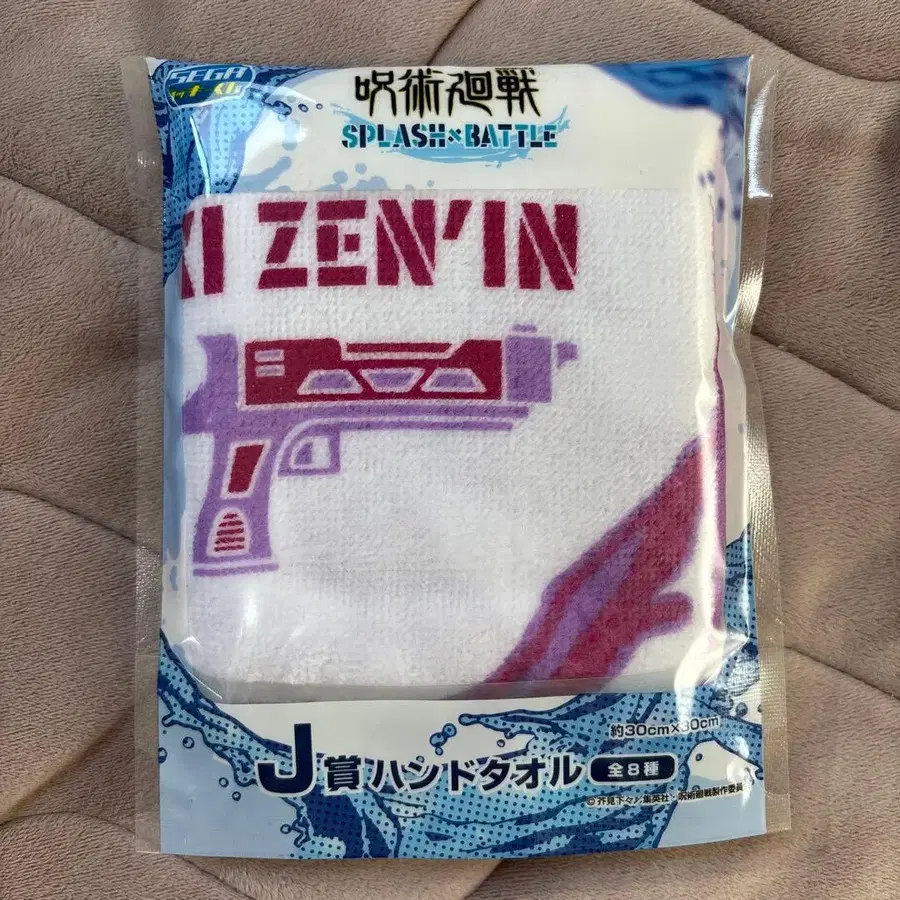 SEGA
ラッキーくじ
呪術廻戦
SPLASH×BATTLE
KI ZEN'IN
約30cm×30cm
J賞 ハンドタオル 全8種
©芥見下々/集英社・呪術廻戦製作委員